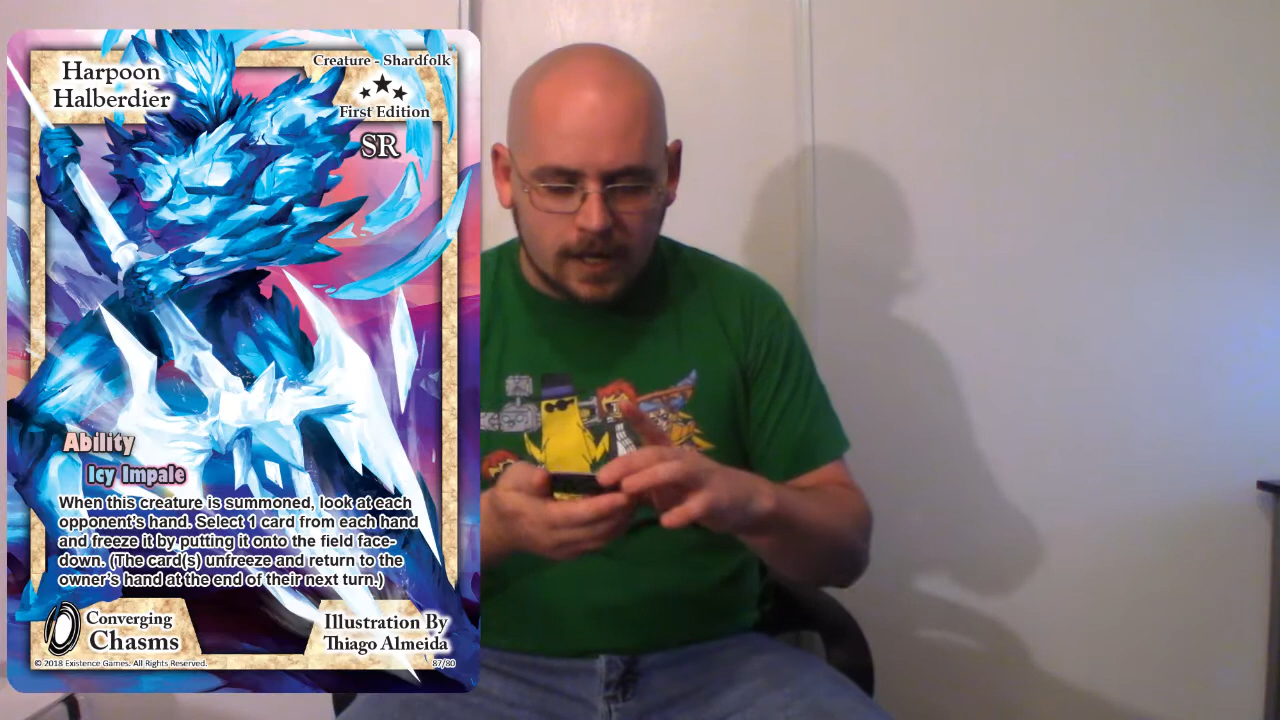 Harpoon
Halberdier
Creature - Shardfolk
First Edition
SR
Ability
Icy Impale
When this creature is summoned, look at each
opponent's hand. Select 1 card from each hand
and freeze it by putting it onto the field face-
down. (The card(s) unfreeze and return to the
owner's hand at the end of their next turn.)
Converging
Chasms
Illustration By
Thiago Almeida
© 2018 Existence Games. All Rights Reserved.
87/80